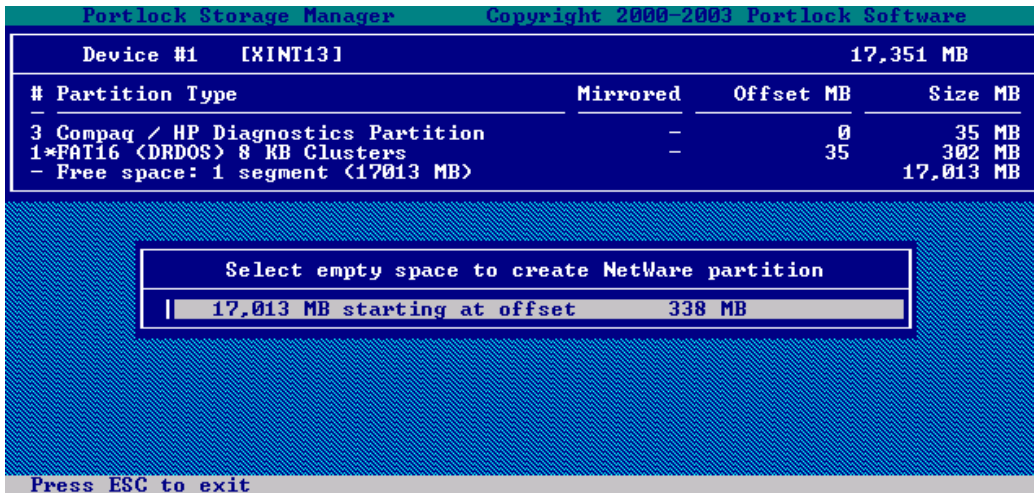 Portlock Storage Manager Copyright 2000-2003 Portlock Software
Device #1 [XINT13] 17,351 MB
# Partition Type Mirrored Offset MB Size MB
3 Compaq / HP Diagnostics Partition - 0 35 MB
1*FAT16 (DRDOS) 8 KB Clusters - 35 302 MB
- Free space: 1 segment (17013 MB) 17,013 MB
Select empty space to create NetWare partition
17,013 MB starting at offset 338 MB
Press ESC to exit